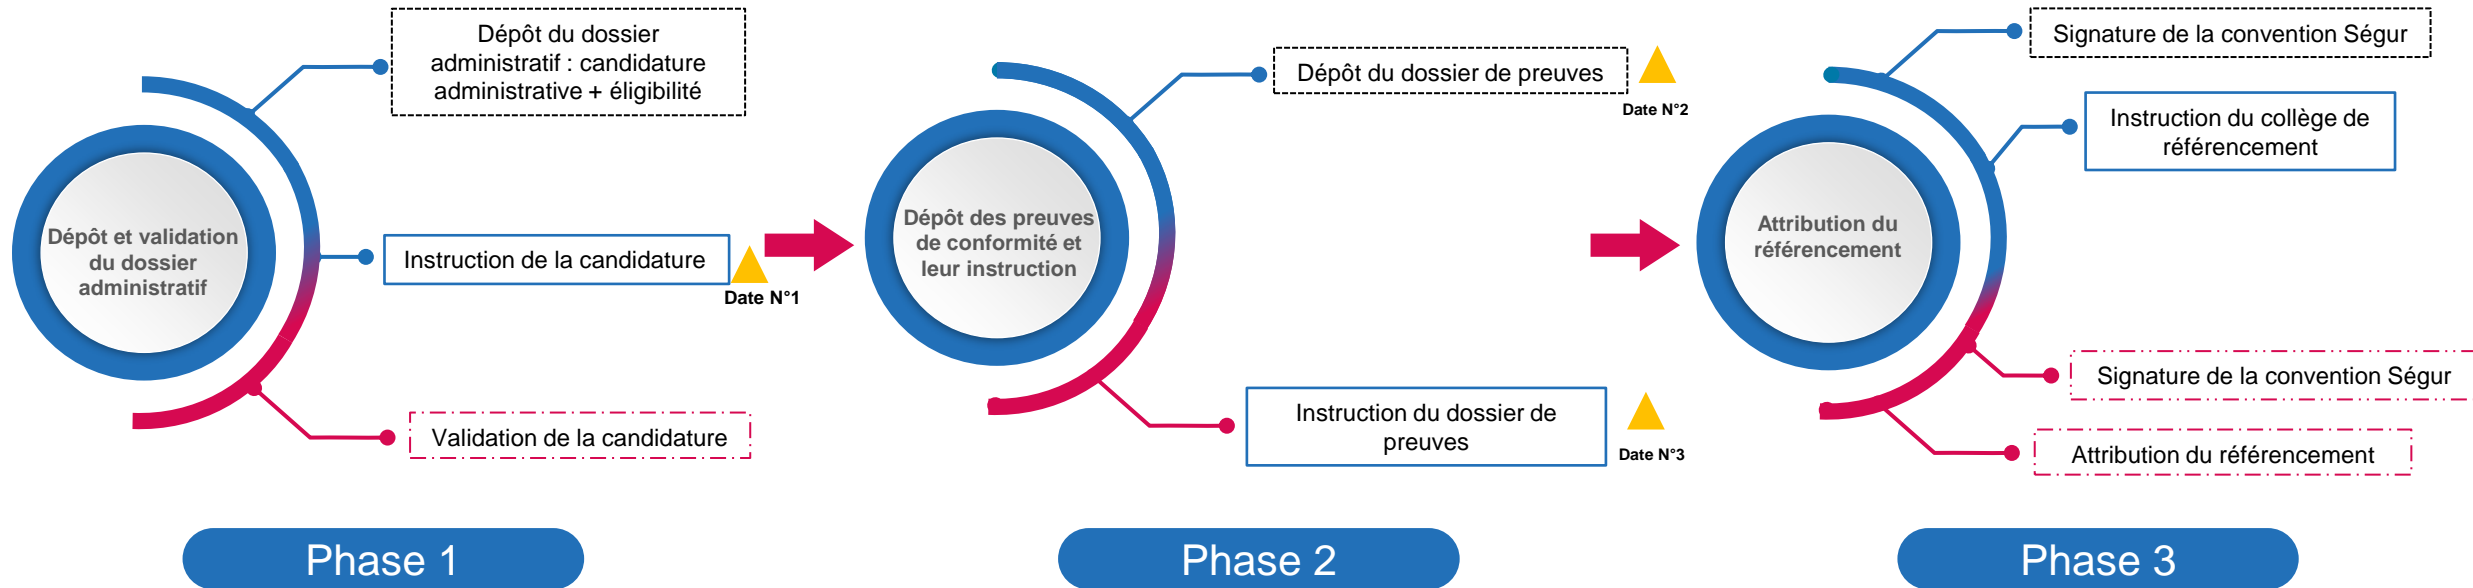 Dépôt du dossier
administratif : candidature
administrative + éligibilité
Dépôt et validation
du dossier
administratif
Instruction de la candidature
Date N°1
Validation de la candidature
Phase 1
Dépôt du dossier de preuves
Date N°2
Dépôt des preuves
de conformité et
leur instruction
Instruction du dossier de
preuves
Date N°3
Phase 2
Signature de la convention Ségur
Instruction du collège de
référencement
Attribution du
référencement
Signature de la convention Ségur
Attribution du référencement
Phase 3